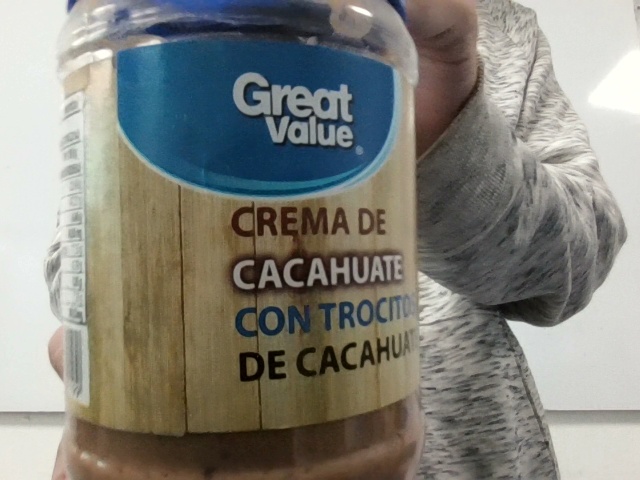 Great
Value
CREMA DE
CACAHUATE
CON TROCITO
DE CACAHUAT